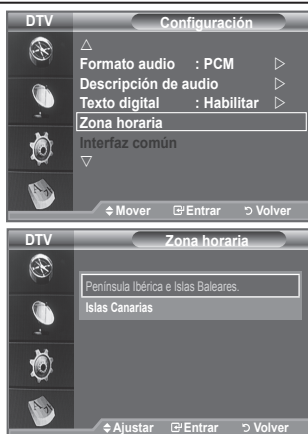 DTV Configuración
△
Formato audio : PCM ▷
Descripción de audio ▷
Texto digital : Habilitar ▷
Zona horaria
Interfaz común
▽
Mover Entrar Volver
DTV Zona horaria
Península Ibérica e Islas Baleares.
Islas Canarias
Ajustar Entrar Volver